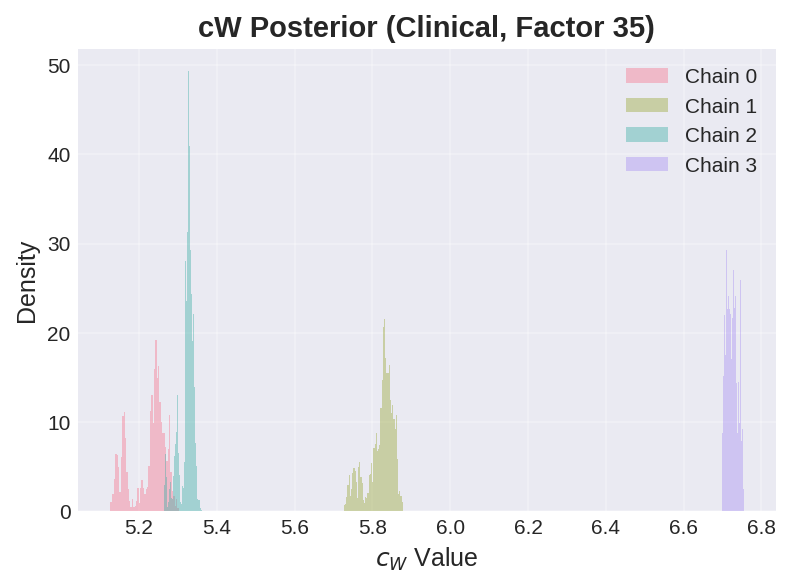 cW Posterior (Clinical, Factor 35)
Chain 0
Chain 1
Chain 2
Chain 3
Density
50
40
30
20
10
0
5.2 5.4 5.6 5.8 6.0 6.2 6.4 6.6 6.8
c_W Value